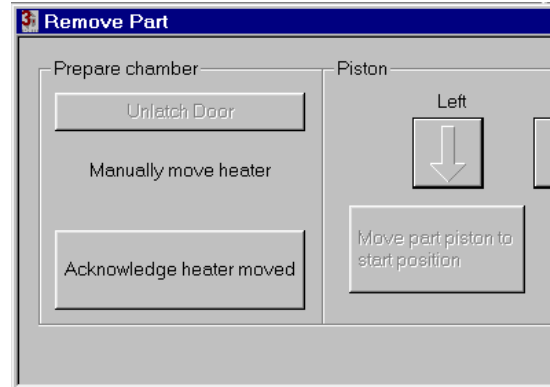 Remove Part
Prepare chamber
Unlatch Door
Manually move heater
Acknowledge heater moved
Piston
Left
Move part piston to
start position